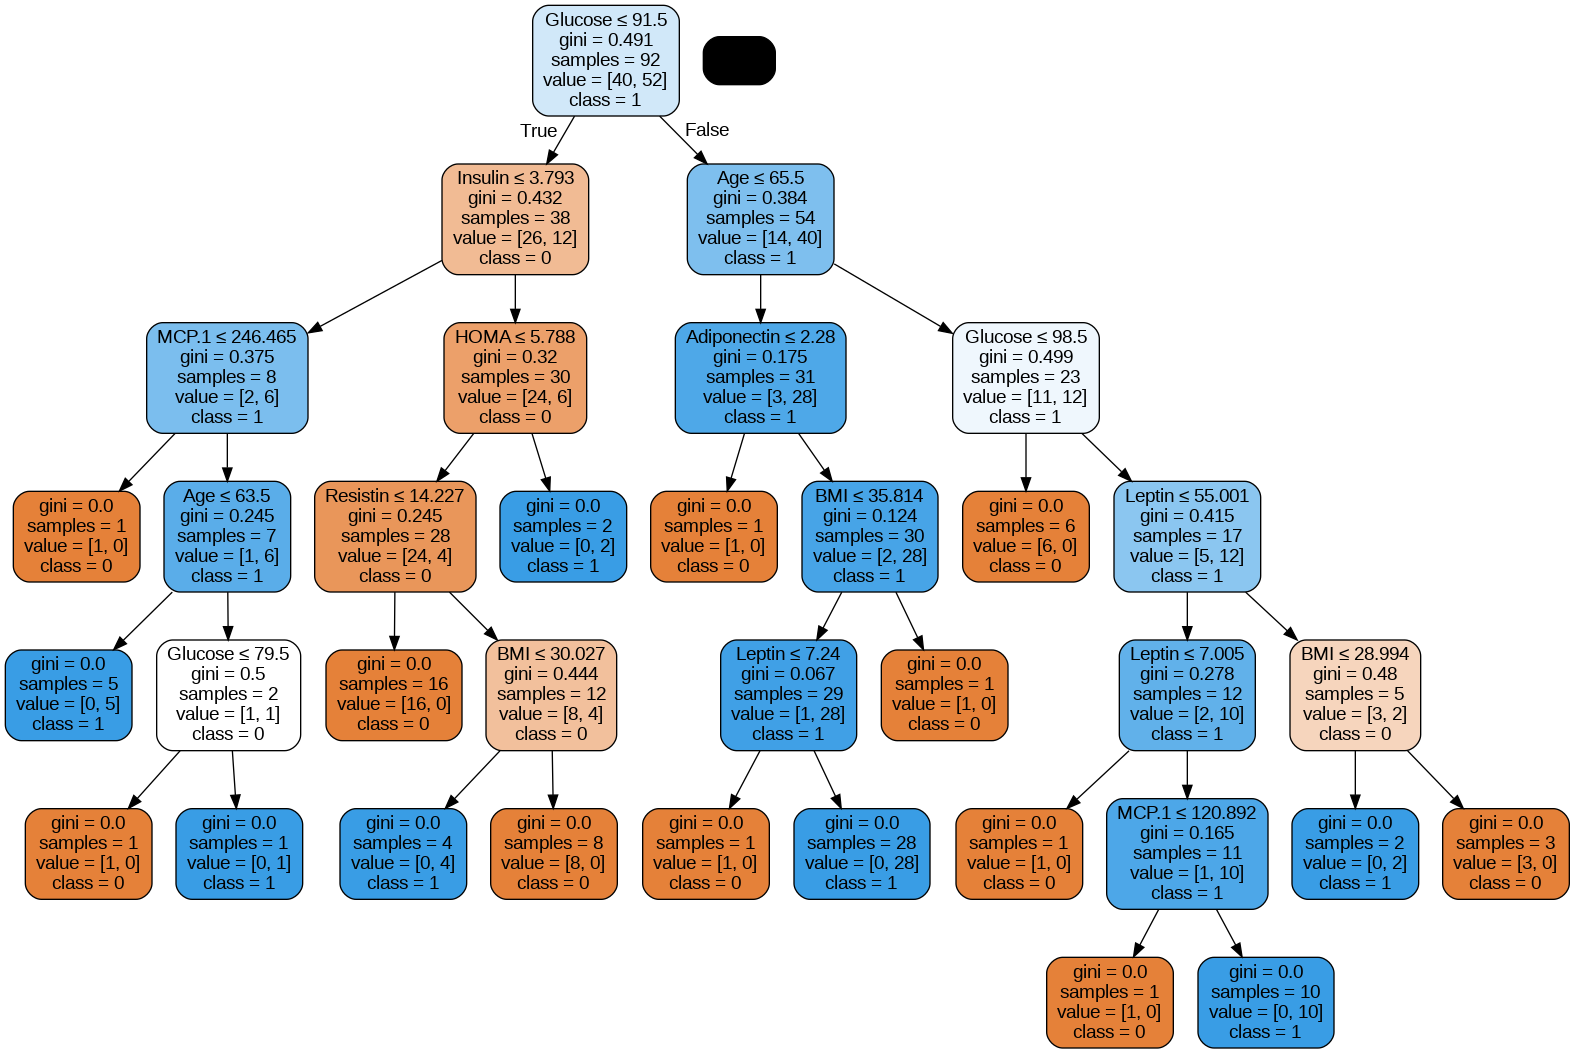 Glucose ≤ 91.5
gini = 0.491
samples = 92
value = [40, 52]
class = 1
True
False
Insulin ≤ 3.793
gini = 0.432
samples = 38
value = [26, 12]
class = 0
Age ≤ 65.5
gini = 0.384
samples = 54
value = [14, 40]
class = 1
MCP.1 ≤ 246.465
gini = 0.375
samples = 8
value = [2, 6]
class = 1
HOMA ≤ 5.788
gini = 0.32
samples = 30
value = [24, 6]
class = 0
Adiponectin ≤ 2.28
gini = 0.175
samples = 31
value = [3, 28]
class = 1
Glucose ≤ 98.5
gini = 0.499
samples = 23
value = [11, 12]
class = 1
gini = 0.0
samples = 1
value = [1, 0]
class = 0
Age ≤ 63.5
gini = 0.245
samples = 7
value = [1, 6]
class = 1
Resistin ≤ 14.227
gini = 0.245
samples = 28
value = [24, 4]
class = 0
gini = 0.0
samples = 2
value = [0, 2]
class = 1
gini = 0.0
samples = 1
value = [1, 0]
class = 0
BMI ≤ 35.814
gini = 0.124
samples = 30
value = [2, 28]
class = 1
gini = 0.0
samples = 6
value = [6, 0]
class = 0
Leptin ≤ 55.001
gini = 0.415
samples = 17
value = [5, 12]
class = 1
gini = 0.0
samples = 5
value = [0, 5]
class = 1
Glucose ≤ 79.5
gini = 0.5
samples = 2
value = [1, 1]
class = 0
gini = 0.0
samples = 16
value = [16, 0]
class = 0
BMI ≤ 30.027
gini = 0.444
samples = 12
value = [8, 4]
class = 0
Leptin ≤ 7.24
gini = 0.067
samples = 29
value = [1, 28]
class = 1
gini = 0.0
samples = 1
value = [1, 0]
class = 0
Leptin ≤ 7.005
gini = 0.278
samples = 12
value = [2, 10]
class = 1
BMI ≤ 28.994
gini = 0.48
samples = 5
value = [3, 2]
class = 0
gini = 0.0
samples = 1
value = [1, 0]
class = 0
gini = 0.0
samples = 1
value = [0, 1]
class = 1
gini = 0.0
samples = 4
value = [0, 4]
class = 1
gini = 0.0
samples = 8
value = [8, 0]
class = 0
gini = 0.0
samples = 1
value = [1, 0]
class = 0
gini = 0.0
samples = 28
value = [0, 28]
class = 1
gini = 0.0
samples = 1
value = [1, 0]
class = 0
MCP.1 ≤ 120.892
gini = 0.165
samples = 11
value = [1, 10]
class = 1
gini = 0.0
samples = 2
value = [0, 2]
class = 1
gini = 0.0
samples = 3
value = [3, 0]
class = 0
gini = 0.0
samples = 1
value = [1, 0]
class = 0
gini = 0.0
samples = 10
value = [0, 10]
class = 1